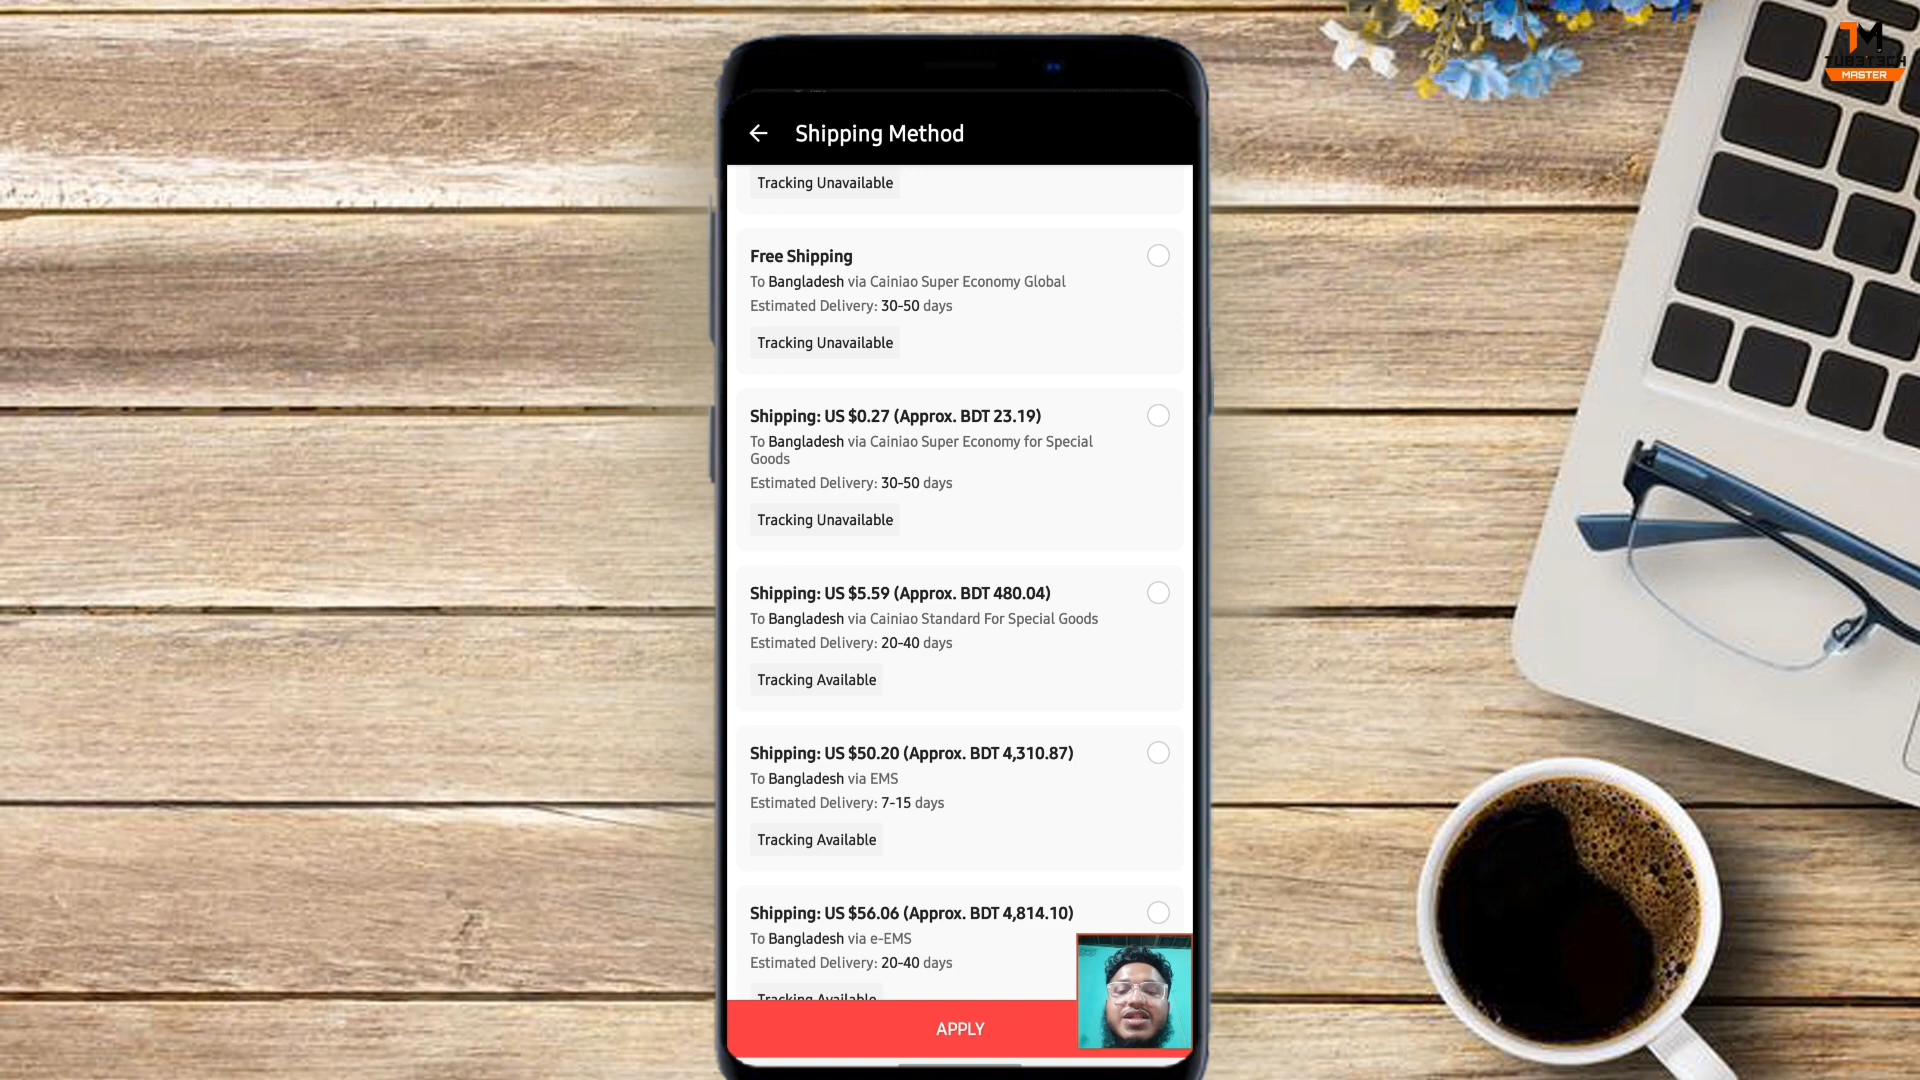 Shipping Method
Tracking Unavailable
Free Shipping
To Bangladesh via Cainiao Super Economy Global
Estimated Delivery: 30-50 days
Tracking Unavailable
Shipping: US $0.27 (Approx. BDT 23.19)
To Bangladesh via Cainiao Super Economy for Special
Goods
Estimated Delivery: 30-50 days
Tracking Unavailable
Shipping: US $5.59 (Approx. BDT 480.04)
To Bangladesh via Cainiao Standard For Special Goods
Estimated Delivery: 20-40 days
Tracking Available
Shipping: US $50.20 (Approx. BDT 4,310.87)
To Bangladesh via EMS
Estimated Delivery: 7-15 days
Tracking Available
Shipping: US $56.06 (Approx. BDT 4,814.10)
To Bangladesh via e-EMS
Estimated Delivery: 20-40 days
Tracking Available
APPLY
TM
MASTER